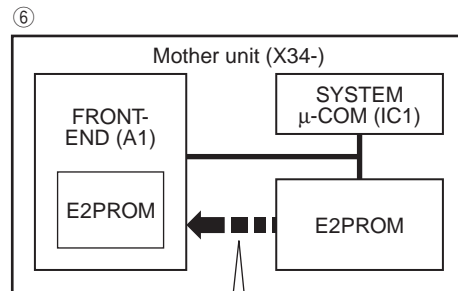 ⑥
Mother unit (X34-)
FRONT-
END (A1)
E2PROM
SYSTEM
μ-COM (IC1)
E2PROM